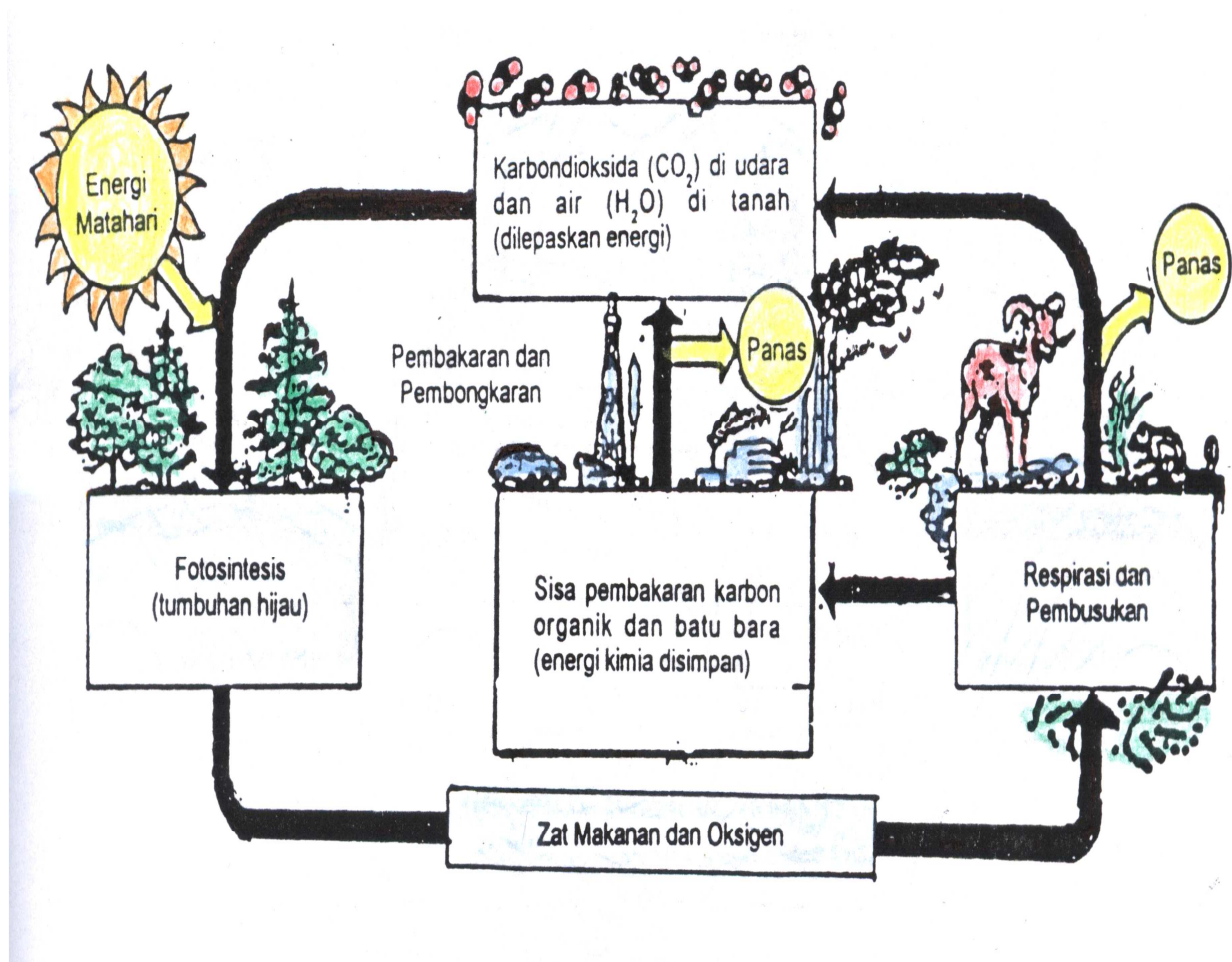 Energi
Matahari
Karbondioksida (CO₂) di udara
dan air (H₂O) di tanah
(dilepaskan energi)
Panas
Pembakaran dan
Pembongkaran
Panas
Fotosintesis
(tumbuhan hijau)
Sisa pembakaran karbon
organik dan batu bara
(energi kimia disimpan)
Respirasi dan
Pembusukan
Zat Makanan dan Oksigen